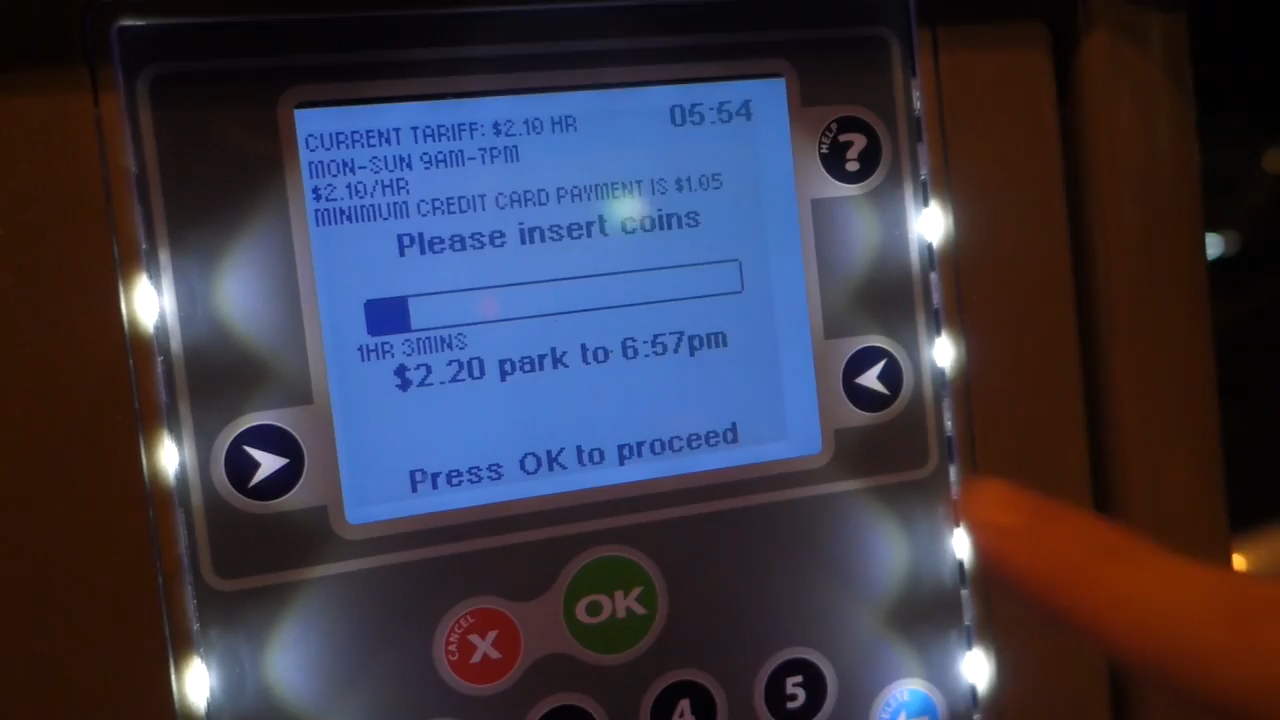 05:54
CURRENT TARIFF: $2.10 HR
MON-SUN 9AM-7PM
$2.10/HR
MINIMUM CREDIT CARD PAYMENT IS $1.05
Please insert coins
1HR 3MINS
$2.20 park to 6:57pm
Press OK to proceed
HELP ?
OK
CANCEL X
4
5